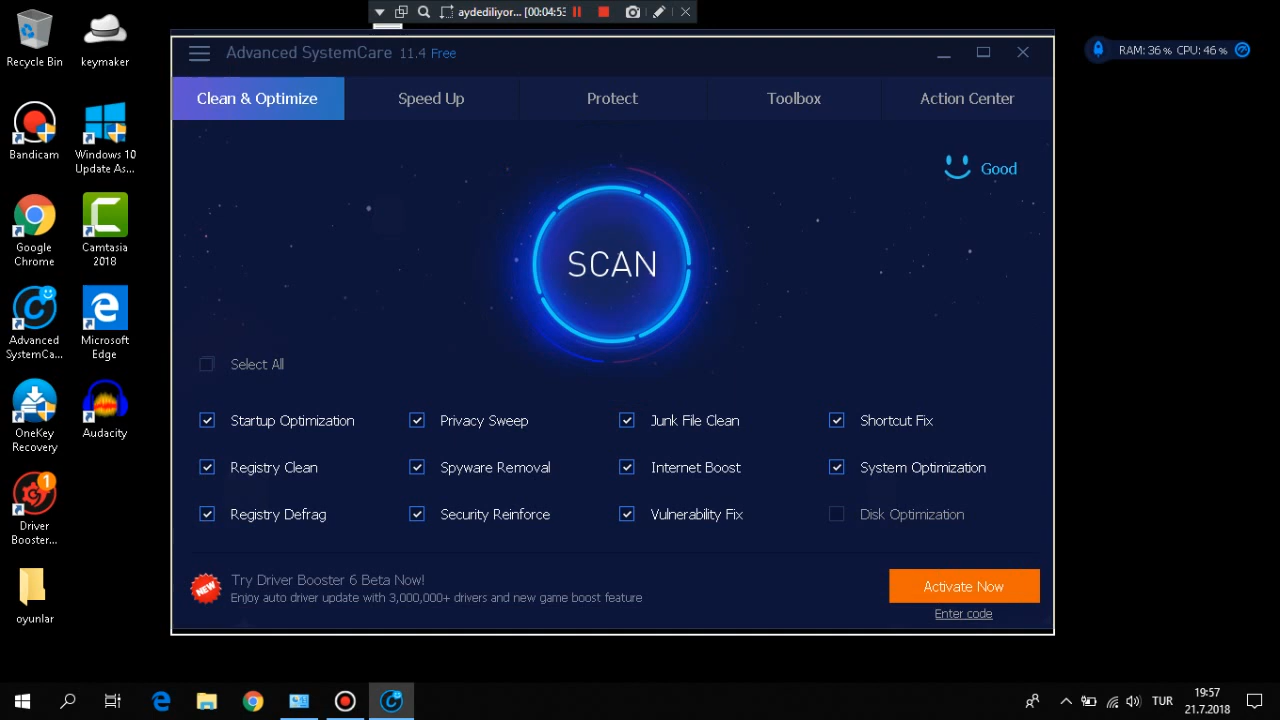 aydediliyor... [00:04:53
Recycle Bin
keymaker
Bandicam
Windows 10
Update As...
Google
Chrome
Camtasia
2018
Advanced
SystemCa...
Microsoft
Edge
OneKey
Recovery
Audacity
1
Driver
Booster...
oyunlar
Advanced SystemCare 11.4 Free
Clean & Optimize
Speed Up
Protect
Toolbox
Action Center
Good
SCAN
Select All
Startup Optimization
Privacy Sweep
Junk File Clean
Shortcut Fix
Registry Clean
Spyware Removal
Internet Boost
System Optimization
Registry Defrag
Security Reinforce
Vulnerability Fix
Disk Optimization
NEW
Try Driver Booster 6 Beta Now!
Enjoy auto driver update with 3,000,000+ drivers and new game boost feature
Activate Now
Enter code
RAM: 36 % CPU: 46 %
TUR
19:57
21.7.2018